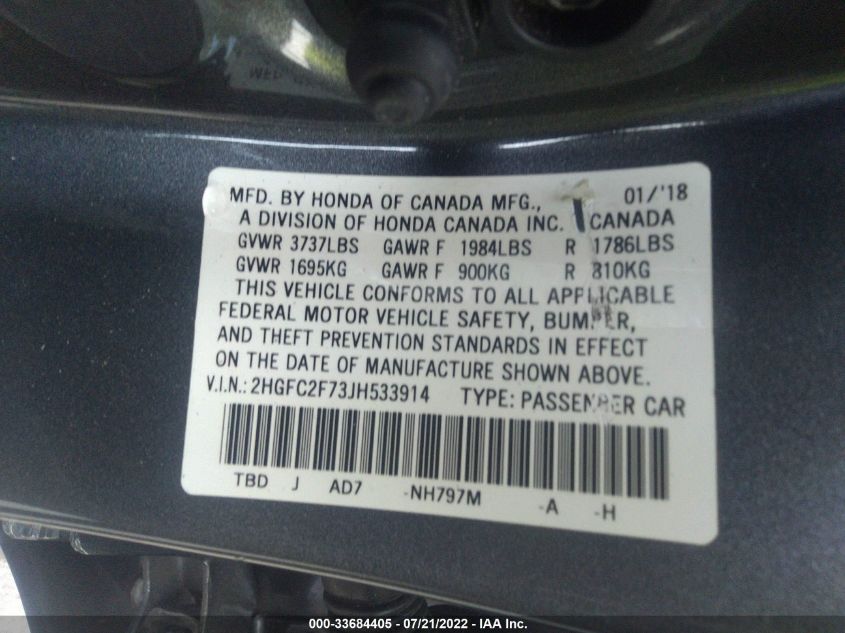 MFD. BY HONDA OF CANADA MFG., 01/'18
A DIVISION OF HONDA CANADA INC. CANADA
GVWR 3737LBS GAWR F 1984LBS R 1786LBS
GVWR 1695KG GAWR F 900KG R 810KG
THIS VEHICLE CONFORMS TO ALL APPLICABLE
FEDERAL MOTOR VEHICLE SAFETY, BUMPER,
AND THEFT PREVENTION STANDARDS IN EFFECT
ON THE DATE OF MANUFACTURE SHOWN ABOVE.
V.I.N.: 2HGFC2F73JH533914 TYPE: PASSENGER CAR
TBD J AD7 -NH797M -A -H
000-33684405 - 07/21/2022 - IAA Inc.